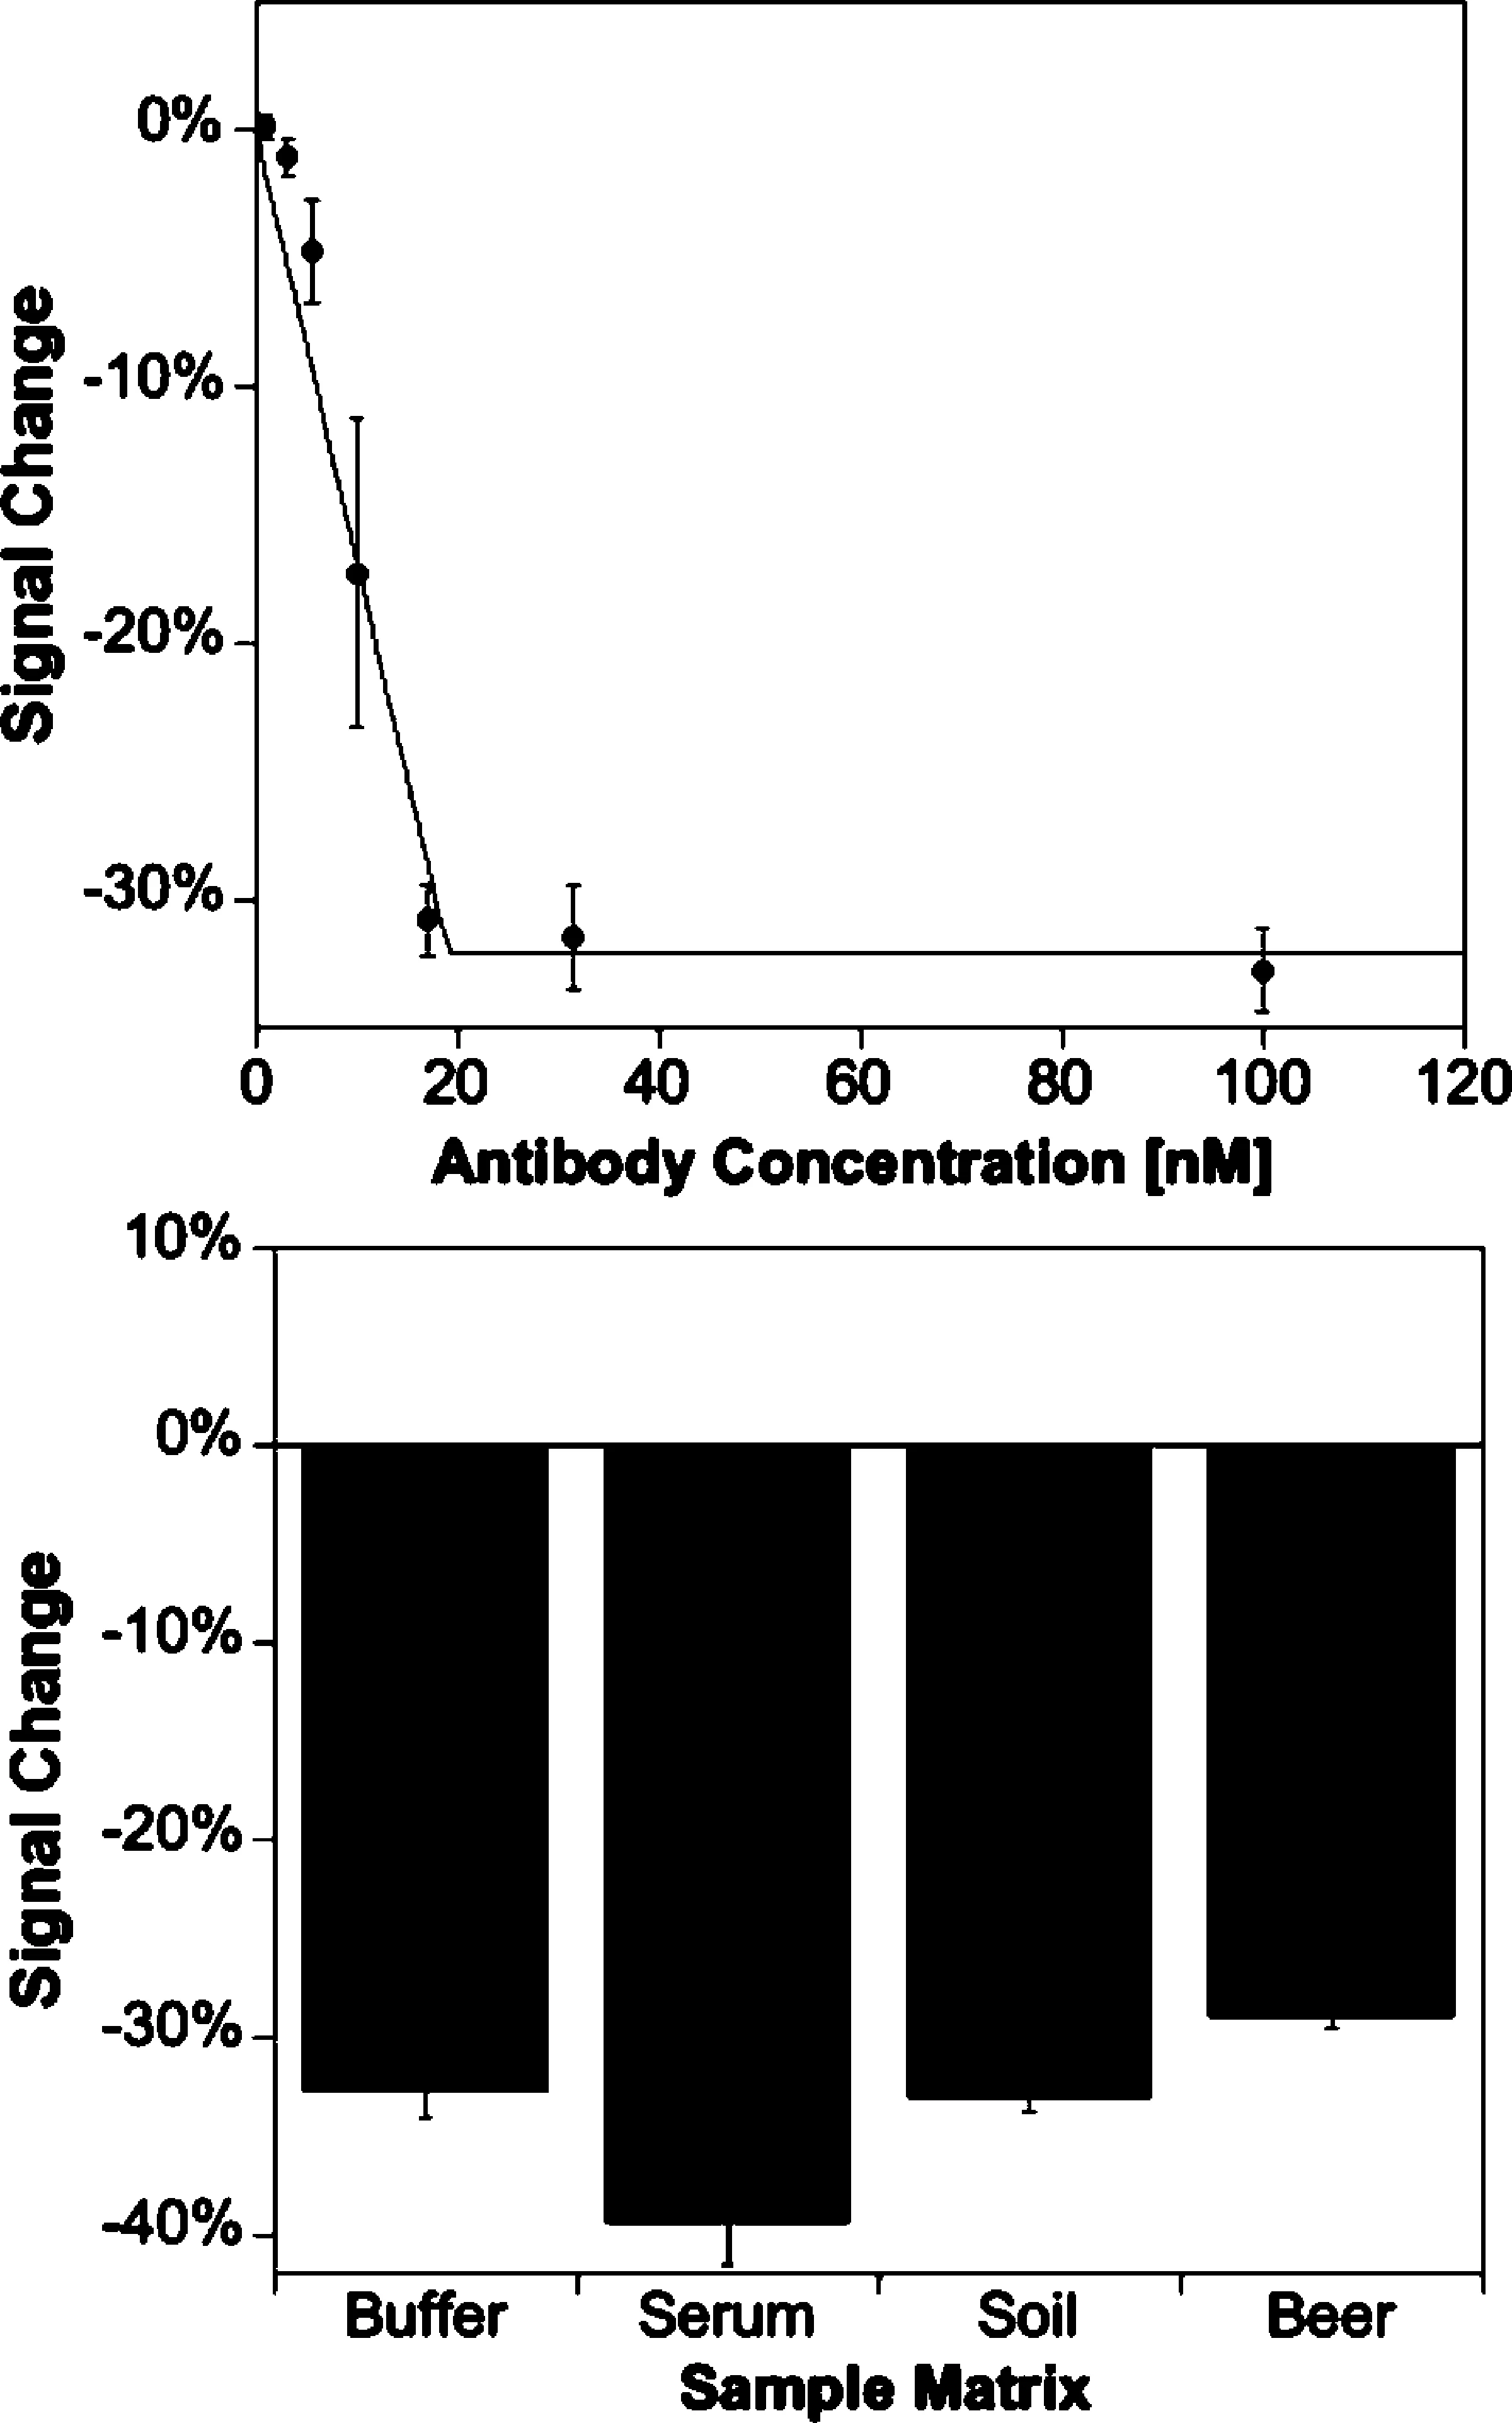 0%
-10%
-20%
-30%
Signal Change
0 20 40 60 80 100 120
Antibody Concentration [nM]
10%
0%
-10%
-20%
-30%
-40%
Signal Change
Buffer Serum Soil Beer
Sample Matrix